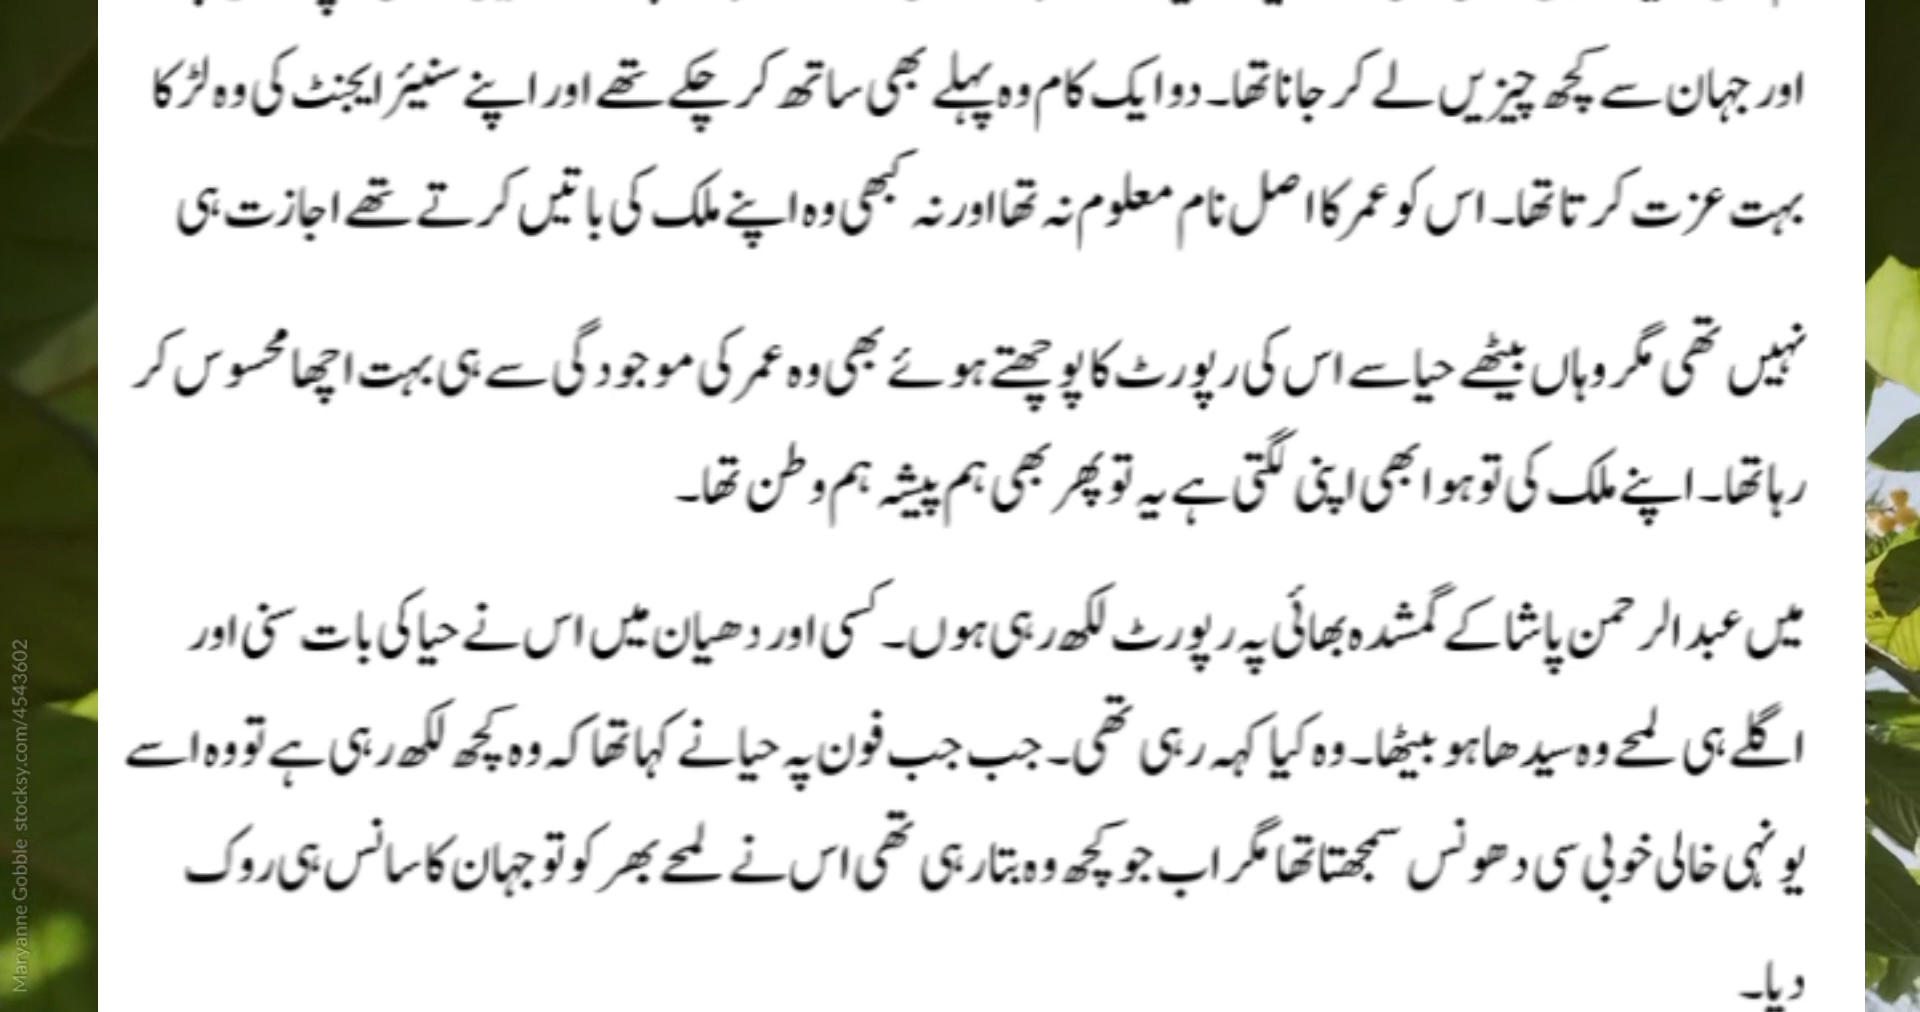 اور جہان سے کچھ چیزیں لے کر جانا تھا۔ دو ایک کام وہ پہلے بھی ساتھ کر چکے تھے اور اپنے سنیئر ایجنٹ کی وہ لڑکا
بہت عزت کرتا تھا۔ اس کو عمر کا اصل نام معلوم نہ تھا اور نہ کبھی وہ اپنے ملک کی باتیں کرتے تھے اجازت ہی
نہیں تھی مگر وہاں بیٹھے حیا سے اس کی رپورٹ کا پوچھتے ہوئے بھی وہ عمر کی موجودگی سے ہی بہت اچھا محسوس کر
رہا تھا۔ اپنے ملک کی تو ہوا بھی اپنی لگتی ہے یہ تو پھر بھی ہم پیشہ ہم وطن تھا۔
میں عبدالرحمن پاشا کے گمشدہ بھائی پہ رپورٹ لکھ رہی ہوں۔ کسی اور دھیان میں اس نے حیا کی بات سنی اور
اگلے ہی لمحے وہ سیدھا ہو بیٹھا۔ وہ کیا کہہ رہی تھی۔ جب جب فون پہ حیا نے کہا تھا کہ وہ کچھ لکھ رہی ہے تو وہ اسے
یونہی خالی خوبی سی دھونس سمجھتا تھا مگر اب جو کچھ وہ بتا رہی تھی اس نے لمحے بھر کو تو جہان کا سانس ہی روک
دیا۔
Maryanne Gobble stocksy.com/4543602